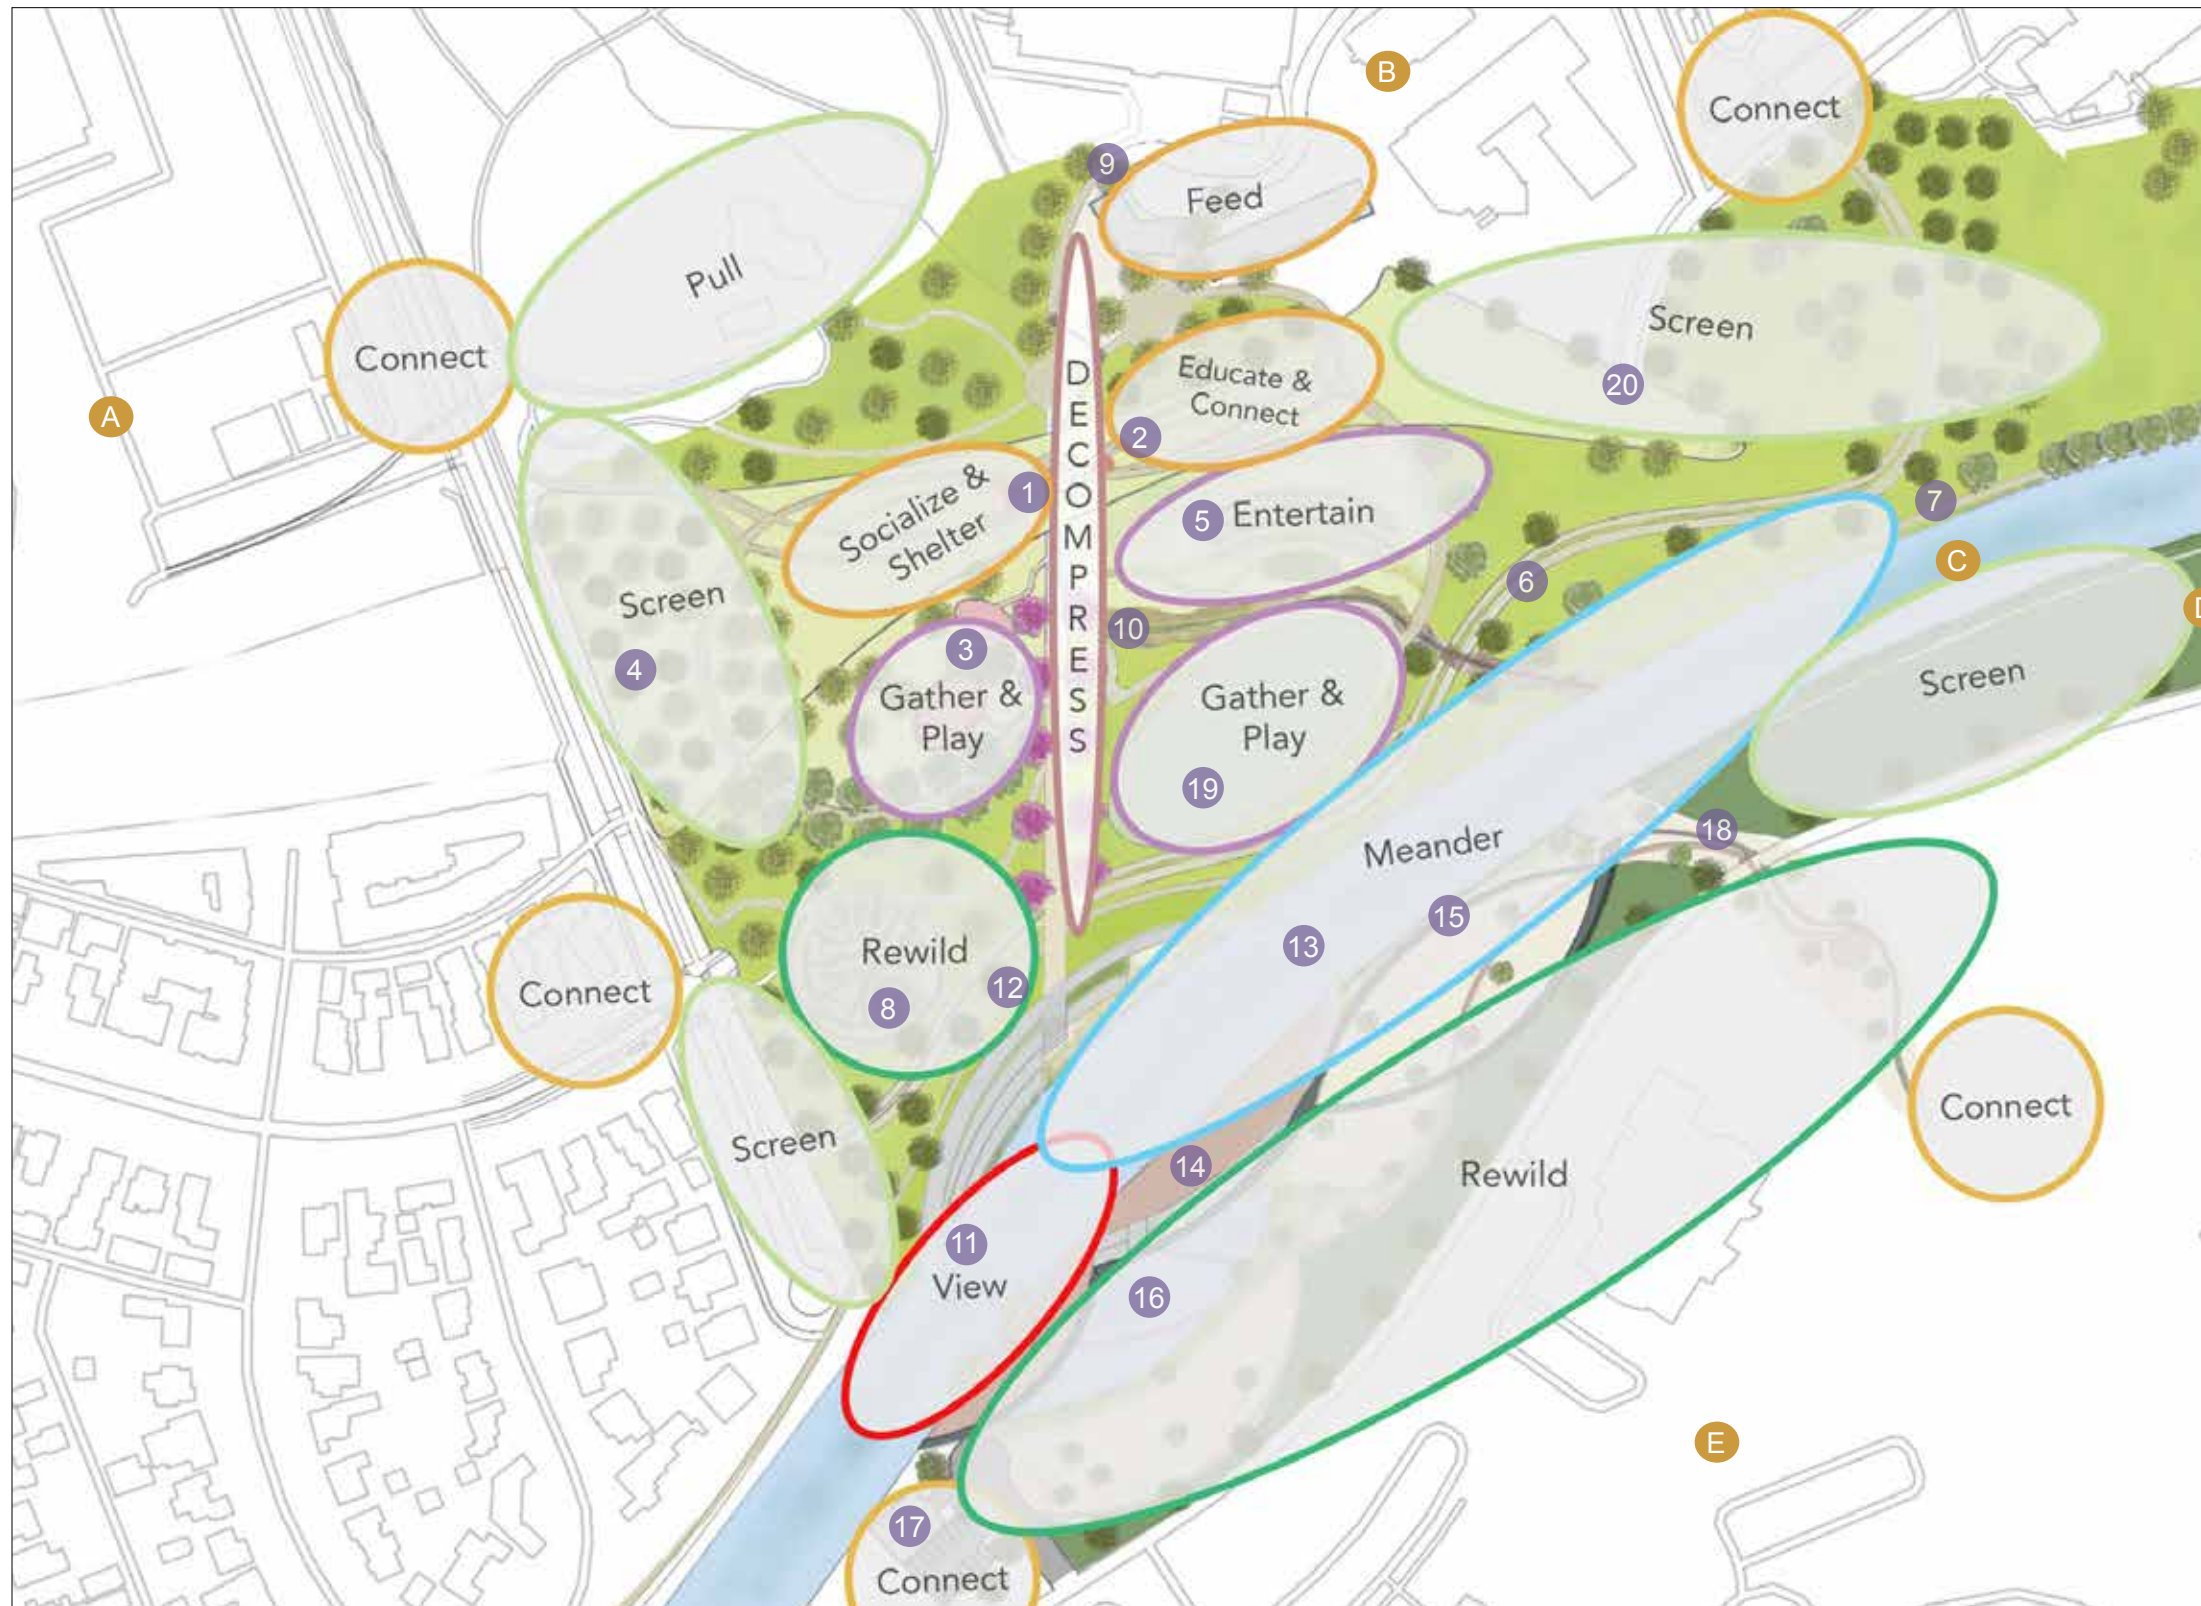 B
Connect
9
Feed
Pull
Screen
Connect
20
A
DECOMPRESS
Educate &
Connect
2
Socialize &
Shelter
1
5
Entertain
7
C
6
Screen
4
10
3
Gather &
Play
Gather &
Play
19
Screen
D
18
Meander
15
13
Rewild
12
8
Connect
Connect
Screen
14
Rewild
11
View
16
E
17
Connect